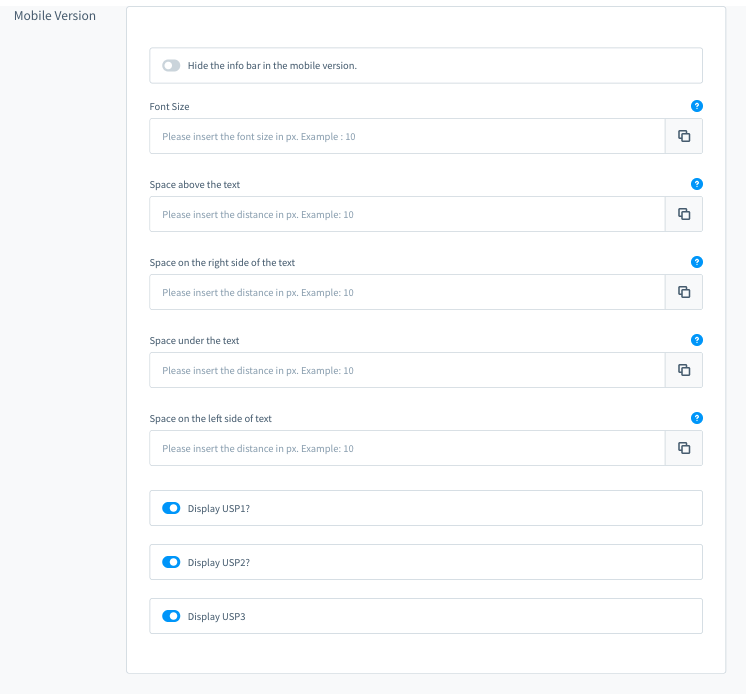 Mobile Version
Hide the info bar in the mobile version.
Font Size
?
Please insert the font size in px. Example : 10
Space above the text
?
Please insert the distance in px. Example: 10
Space on the right side of the text
?
Please insert the distance in px. Example: 10
Space under the text
?
Please insert the distance in px. Example: 10
Space on the left side of text
?
Please insert the distance in px. Example: 10
Display USP1?
Display USP2?
Display USP3